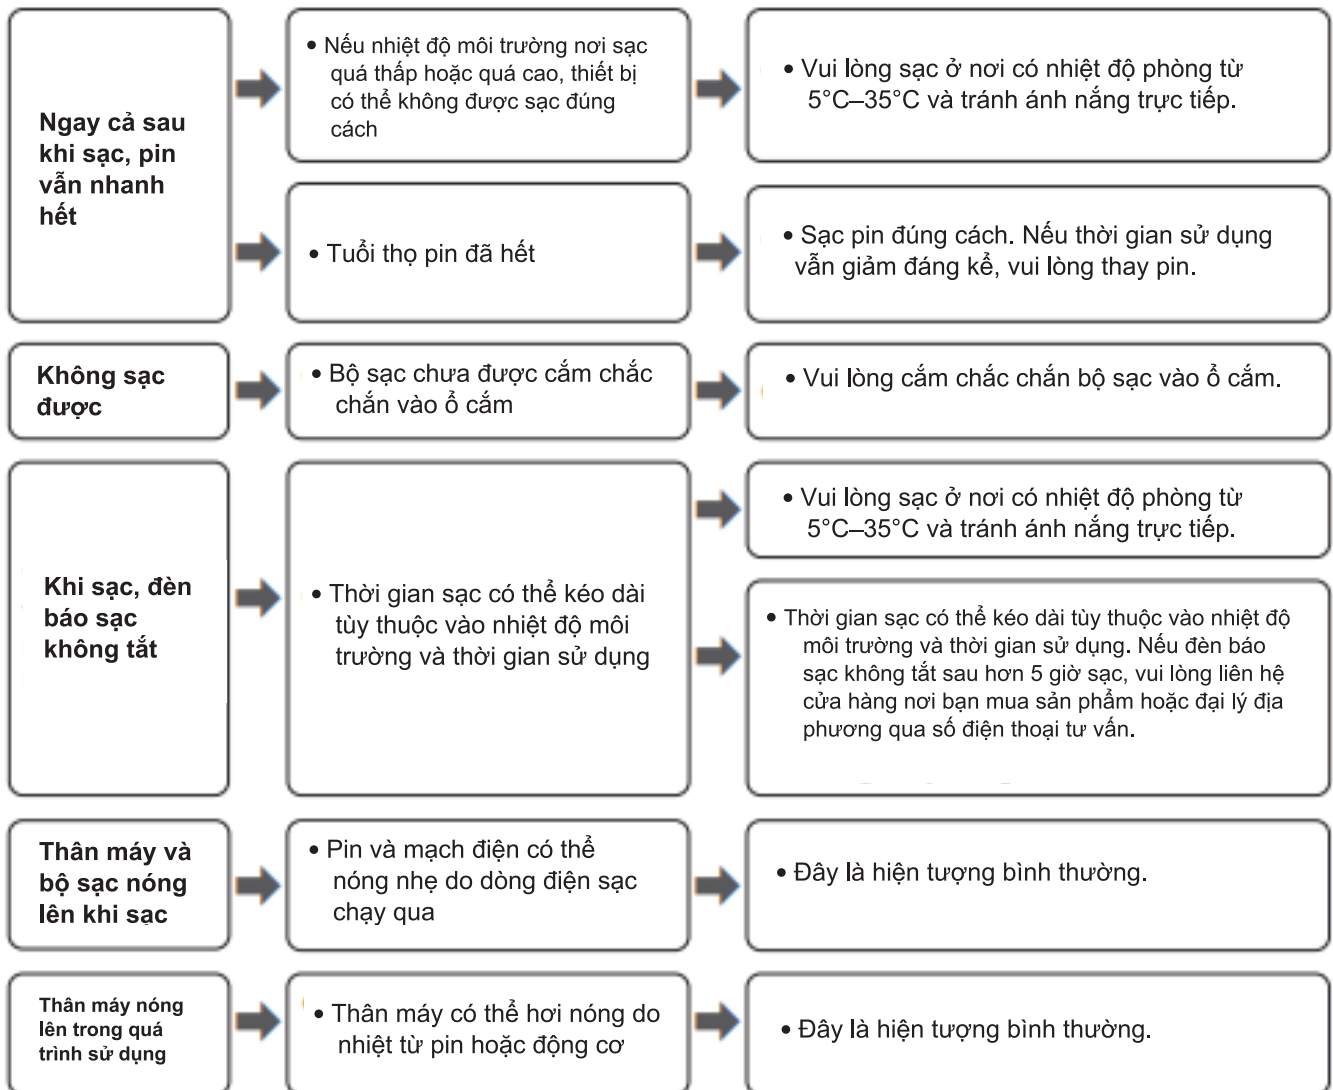 Ngay cả sau
khi sạc, pin
vẫn nhanh
hết
• Nếu nhiệt độ môi trường nơi sạc
quá thấp hoặc quá cao, thiết bị
có thể không được sạc đúng
cách
• Vui lòng sạc ở nơi có nhiệt độ phòng từ
5°C–35°C và tránh ánh nắng trực tiếp.
• Tuổi thọ pin đã hết
• Sạc pin đúng cách. Nếu thời gian sử dụng
vẫn giảm đáng kể, vui lòng thay pin.
Không sạc
được
• Bộ sạc chưa được cắm chắc
chắn vào ổ cắm
• Vui lòng cắm chắc chắn bộ sạc vào ổ cắm.
Khi sạc, đèn
báo sạc
không tắt
• Thời gian sạc có thể kéo dài
tùy thuộc vào nhiệt độ môi
trường và thời gian sử dụng
• Vui lòng sạc ở nơi có nhiệt độ phòng từ
5°C–35°C và tránh ánh nắng trực tiếp.
• Thời gian sạc có thể kéo dài tùy thuộc vào nhiệt độ
môi trường và thời gian sử dụng. Nếu đèn báo
sạc không tắt sau hơn 5 giờ sạc, vui lòng liên hệ
cửa hàng nơi bạn mua sản phẩm hoặc đại lý địa
phương qua số điện thoại tư vấn.
Thân máy và
bộ sạc nóng
lên khi sạc
• Pin và mạch điện có thể
nóng nhẹ do dòng điện sạc
chạy qua
• Đây là hiện tượng bình thường.
Thân máy nóng
lên trong quá
trình sử dụng
• Thân máy có thể hơi nóng do
nhiệt từ pin hoặc động cơ
• Đây là hiện tượng bình thường.